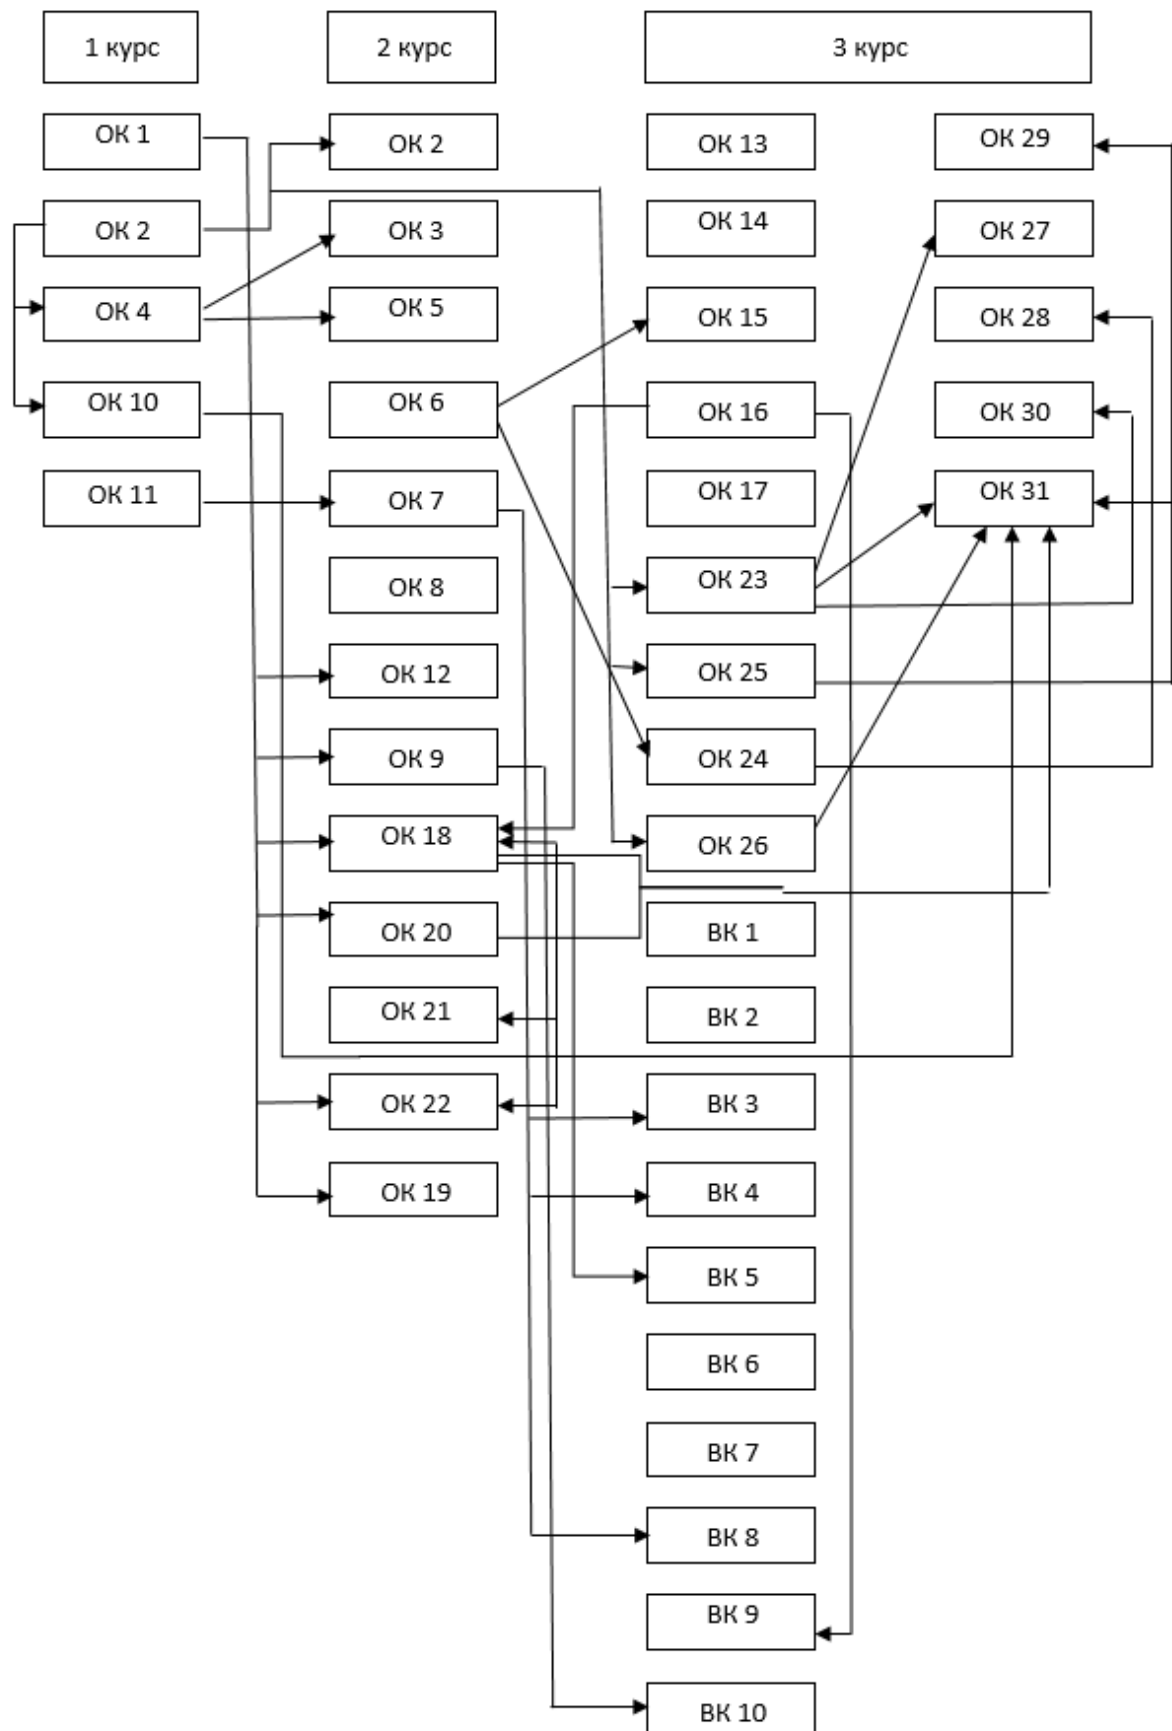 1 курс
2 курс
3 курс
ОК 1
ОК 2
ОК 13
ОК 29
ОК 2
ОК 3
ОК 14
ОК 27
ОК 4
ОК 5
ОК 15
ОК 28
ОК 10
ОК 6
ОК 16
ОК 30
ОК 11
ОК 7
ОК 17
ОК 31
ОК 8
ОК 23
ОК 12
ОК 25
ОК 9
ОК 24
ОК 18
ОК 26
ОК 20
ВК 1
ОК 21
ВК 2
ОК 22
ВК 3
ОК 19
ВК 4
ВК 5
ВК 6
ВК 7
ВК 8
ВК 9
ВК 10